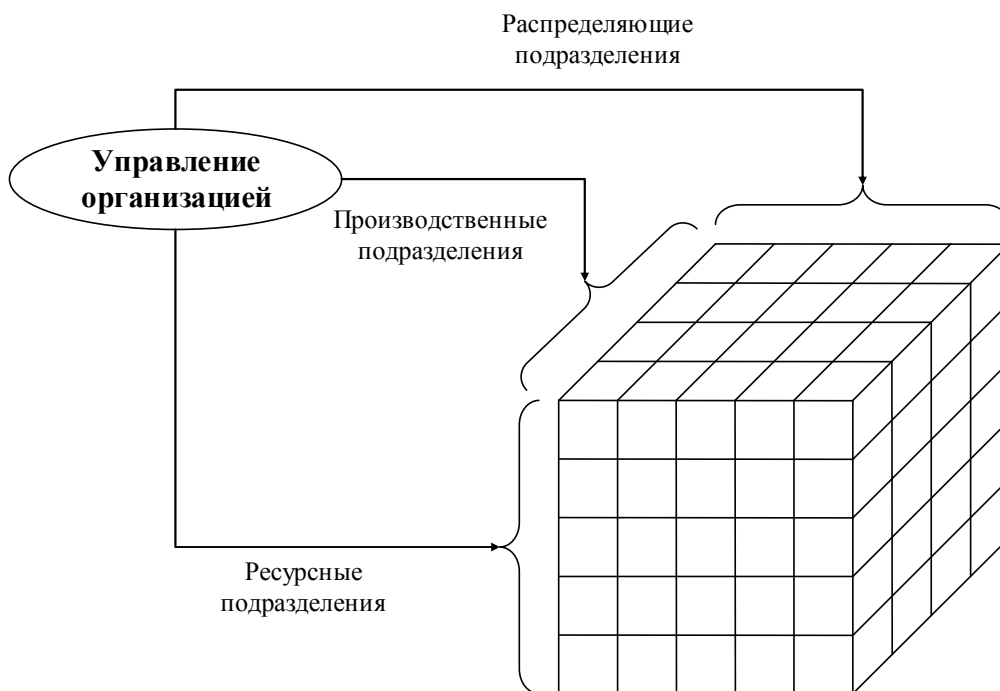 Распределяющие
подразделения
Управление
организацией
Производственные
подразделения
Ресурсные
подразделения